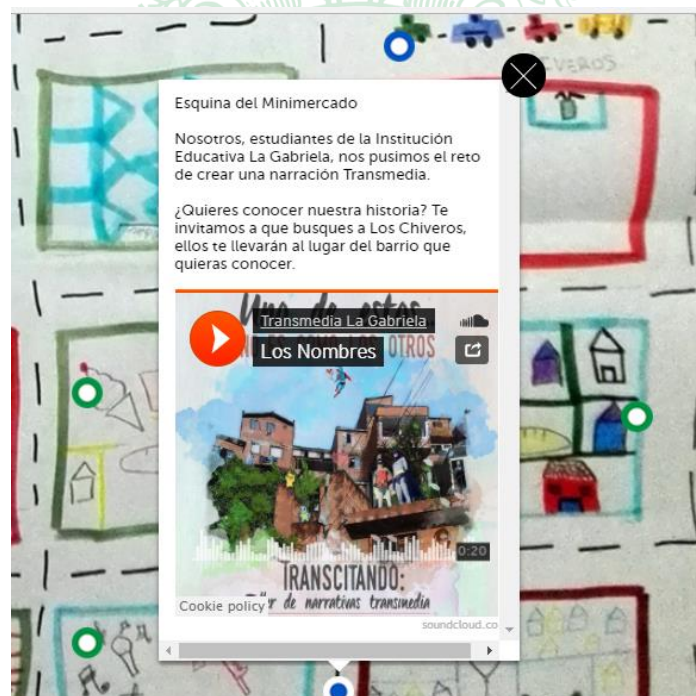 CVEROS
Esquina del Minimercado
Nosotros, estudiantes de la Institución
Educativa La Gabriela, nos pusimos el reto
de crear una narración Transmedia.
¿Quieres conocer nuestra historia? Te
invitamos a que busques a Los Chiveros,
ellos te llevarán al lugar del barrio que
quieras conocer.
Uno de estos
Transmedia La Gabriela
Los Nombres
OTROS
0:20
TRANSCITANDO:
de narrativas transmedia
Cookie policy
soundcloud.co